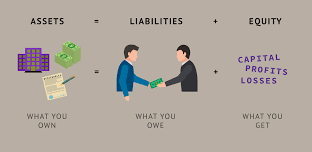 ASSETS = LIABILITIES + EQUITY
= +
CAPITAL
PROFITS
LOSSES
WHAT YOU OWN
WHAT YOU OWE
WHAT YOU GET